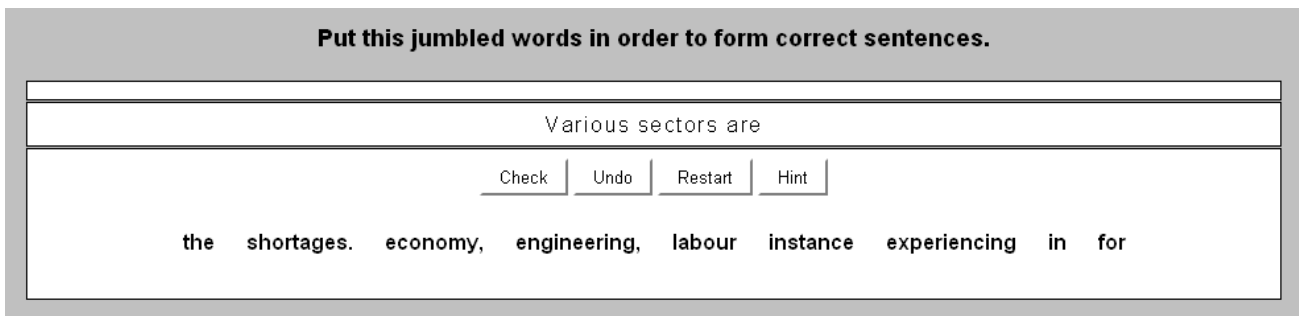 Put this jumbled words in order to form correct sentences.
Various sectors are
Check Undo Restart Hint
the shortages. economy, engineering, labour instance experiencing in for